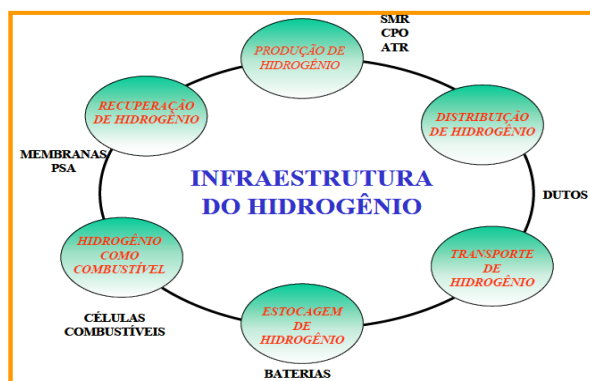 SMR
CPO
ATR
PRODUÇÃO DE
HIDROGÊNIO
RECUPERAÇÃO
DE HIDROGÊNIO
DISTRIBUIÇÃO
DE HIDROGÊNIO
MEMBRANAS
PSA
INFRAESTRUTURA
DO HIDROGÊNIO
DUTOS
HIDROGÊNIO
COMO
COMBUSTÍVEL
TRANSPORTE
DE
HIDROGÊNIO
CÉLULAS
COMBUSTÍVEIS
ESTOCAGEM
DE
HIDROGÊNIO
BATERIAS